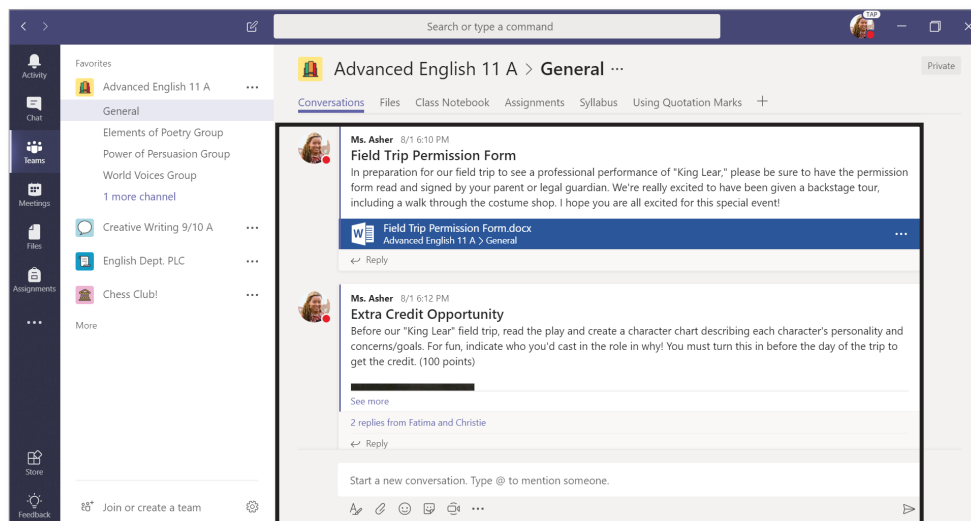 Search or type a command
TAP
Activity
Chat
Teams
Meetings
Files
Assignments
Store
Feedback
Favorites
Advanced English 11 A
General
Elements of Poetry Group
Power of Persuasion Group
World Voices Group
1 more channel
Creative Writing 9/10 A
English Dept. PLC
Chess Club!
More
Join or create a team
Advanced English 11 A > General ...
Private
Conversations Files Class Notebook Assignments Syllabus Using Quotation Marks +
Ms. Asher 8/1 6:10 PM
Field Trip Permission Form
In preparation for our field trip to see a professional performance of "King Lear," please be sure to have the permission
form read and signed by your parent or legal guardian. We're really excited to have been given a backstage tour,
including a walk through the costume shop. I hope you are all excited for this special event!
Field Trip Permission Form.docx
Advanced English 11 A > General
Reply
Ms. Asher 8/1 6:12 PM
Extra Credit Opportunity
Before our "King Lear" field trip, read the play and create a character chart describing each character's personality and
concerns/goals. For fun, indicate who you'd cast in the role in why! You must turn this in before the day of the trip to
get the credit. (100 points)
See more
2 replies from Fatima and Christie
Reply
Start a new conversation. Type @ to mention someone.